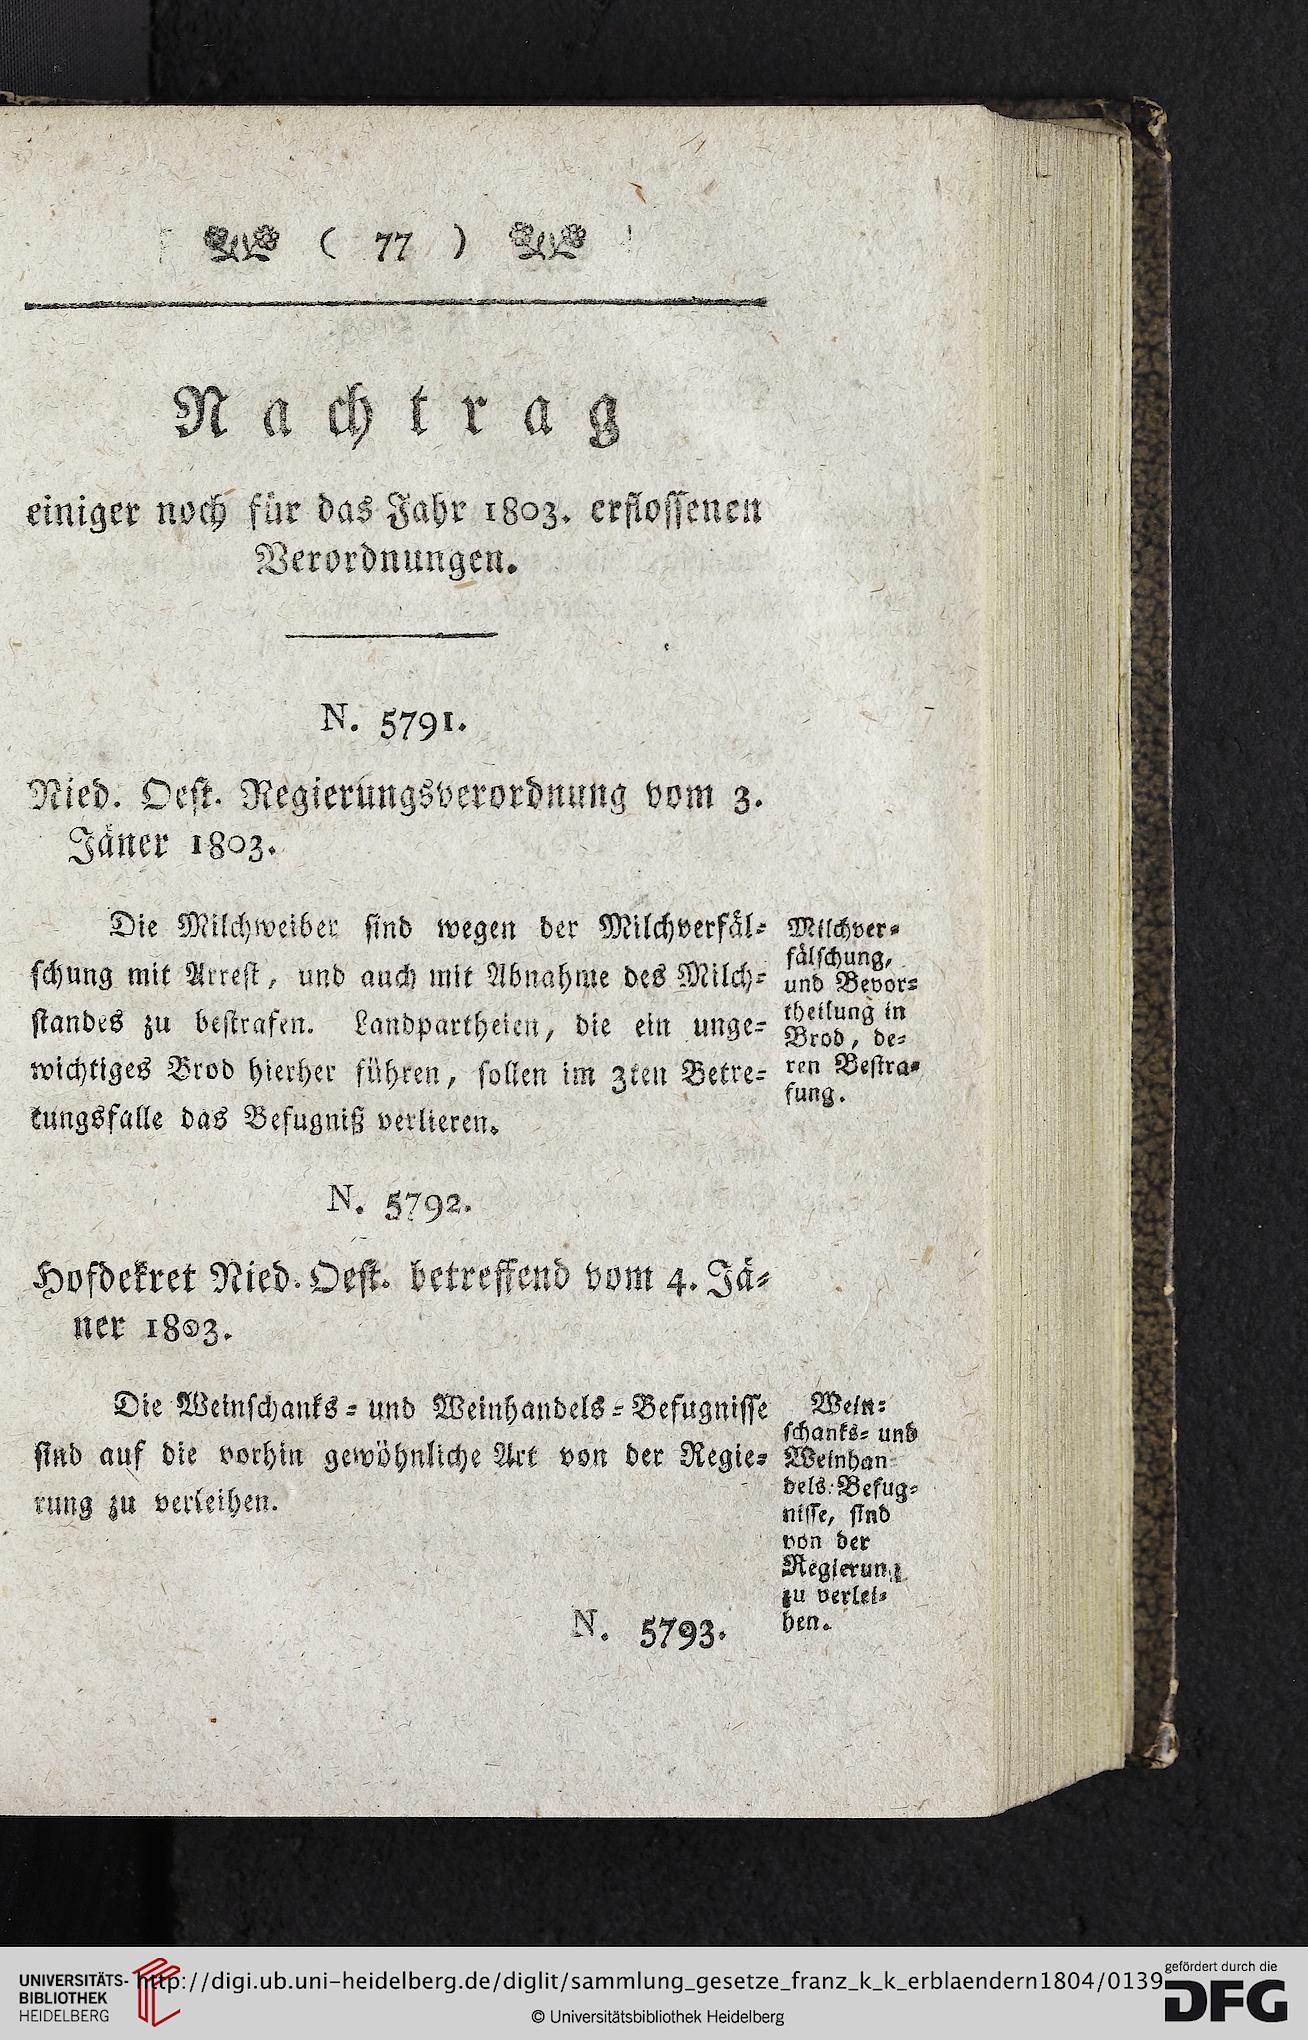 ( 77 )
Nachtrag
einiger noch für das Jahr 1803. erflossenen
Verordnungen.
N. 5791.
Nied. Oest. Regierungsverordnung vom 3.
Jäner 1803.
Die Milchweiber sind wegen der Milchverfäl=
schung mit Arrest, und auch mit Abnahme des Milch=
standes zu bestrafen. Landpartheien, die ein unge=
wichtiges Brod hierher führen, sollen im 3ten Betre=
tungsfalle das Befugniß verlieren.
Milchver=
fälschung,
und Bevor=
theilung in
Brod, de=
ren Bestra=
fung.
N. 5792.
Hofdekret Nied. Oest. betreffend vom 4. Jä=
ner 1803.
Die Weinschanks= und Weinhandels=Befugnisse
sind auf die vorhin gewöhnliche Art von der Regie=
rung zu verleihen.
Wein=
schanks= und
Weinhan=
dels=Befug=
nisse, sind
von der
Regierung
zu verlei=
hen.
N. 5793.
UNIVERSITÄTS-
BIBLIOTHEK
HEIDELBERG
http://digi.ub.uni-heidelberg.de/diglit/sammlung_gesetze_franz_k_k_erblaendern1804/0139
© Universitätsbibliothek Heidelberg
gefördert durch die
DFG